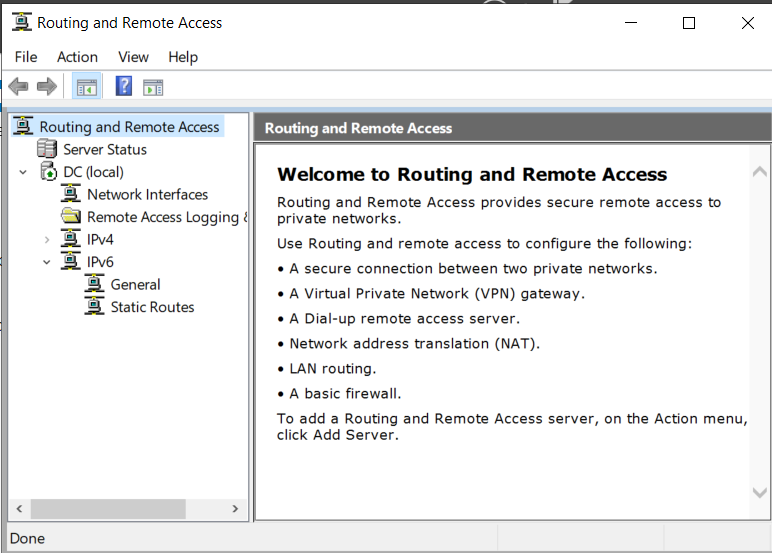 Routing and Remote Access
File Action View Help
Routing and Remote Access
Server Status
DC (local)
Network Interfaces
Remote Access Logging &
IPv4
IPv6
General
Static Routes
Routing and Remote Access
Welcome to Routing and Remote Access
Routing and Remote Access provides secure remote access to
private networks.
Use Routing and remote access to configure the following:
• A secure connection between two private networks.
• A Virtual Private Network (VPN) gateway.
• A Dial-up remote access server.
• Network address translation (NAT).
• LAN routing.
• A basic firewall.
To add a Routing and Remote Access server, on the Action menu,
click Add Server.
Done